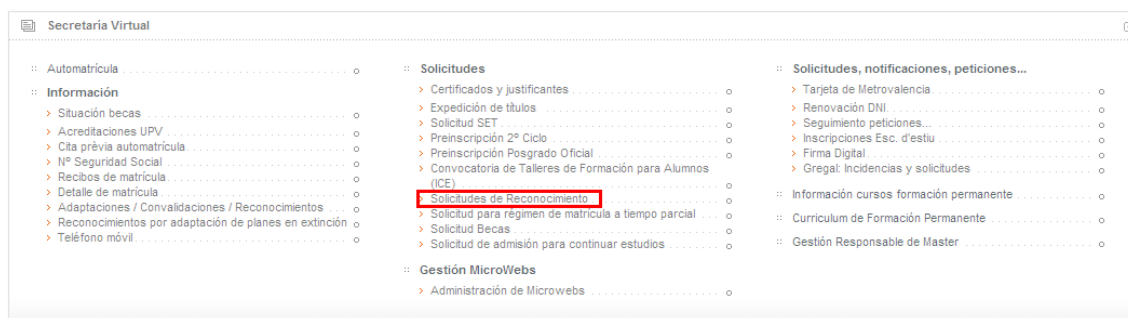 Secretaría Virtual
Automatrícula
Información
Situación becas
Acreditaciones UPV
Cita prèvia automatrícula
Nº Seguridad Social
Recibos de matrícula
Detalle de matrícula
Adaptaciones / Convalidaciones / Reconocimientos
Reconocimientos por adaptación de planes en extinción
Teléfono móvil
Solicitudes
Certificados y justificantes
Expedición de títulos
Solicitud SET
Preinscripción 2º Ciclo
Preinscripción Posgrado Oficial
Convocatoria de Talleres de Formación para Alumnos
(ICE)
Solicitudes de Reconocimiento
Solicitud para régimen de matrícula a tiempo parcial
Solicitud Becas
Solicitud de admisión para continuar estudios
Gestión MicroWebs
Administración de Microwebs
Solicitudes, notificaciones, peticiones...
Tarjeta de Metrovalencia
Renovación DNI
Seguimiento peticiones...
Inscripciones Esc. d'estiu
Firma Digital
Gregal: Incidencias y solicitudes
Información cursos formación permanente
Curriculum de Formación Permanente
Gestión Responsable de Master